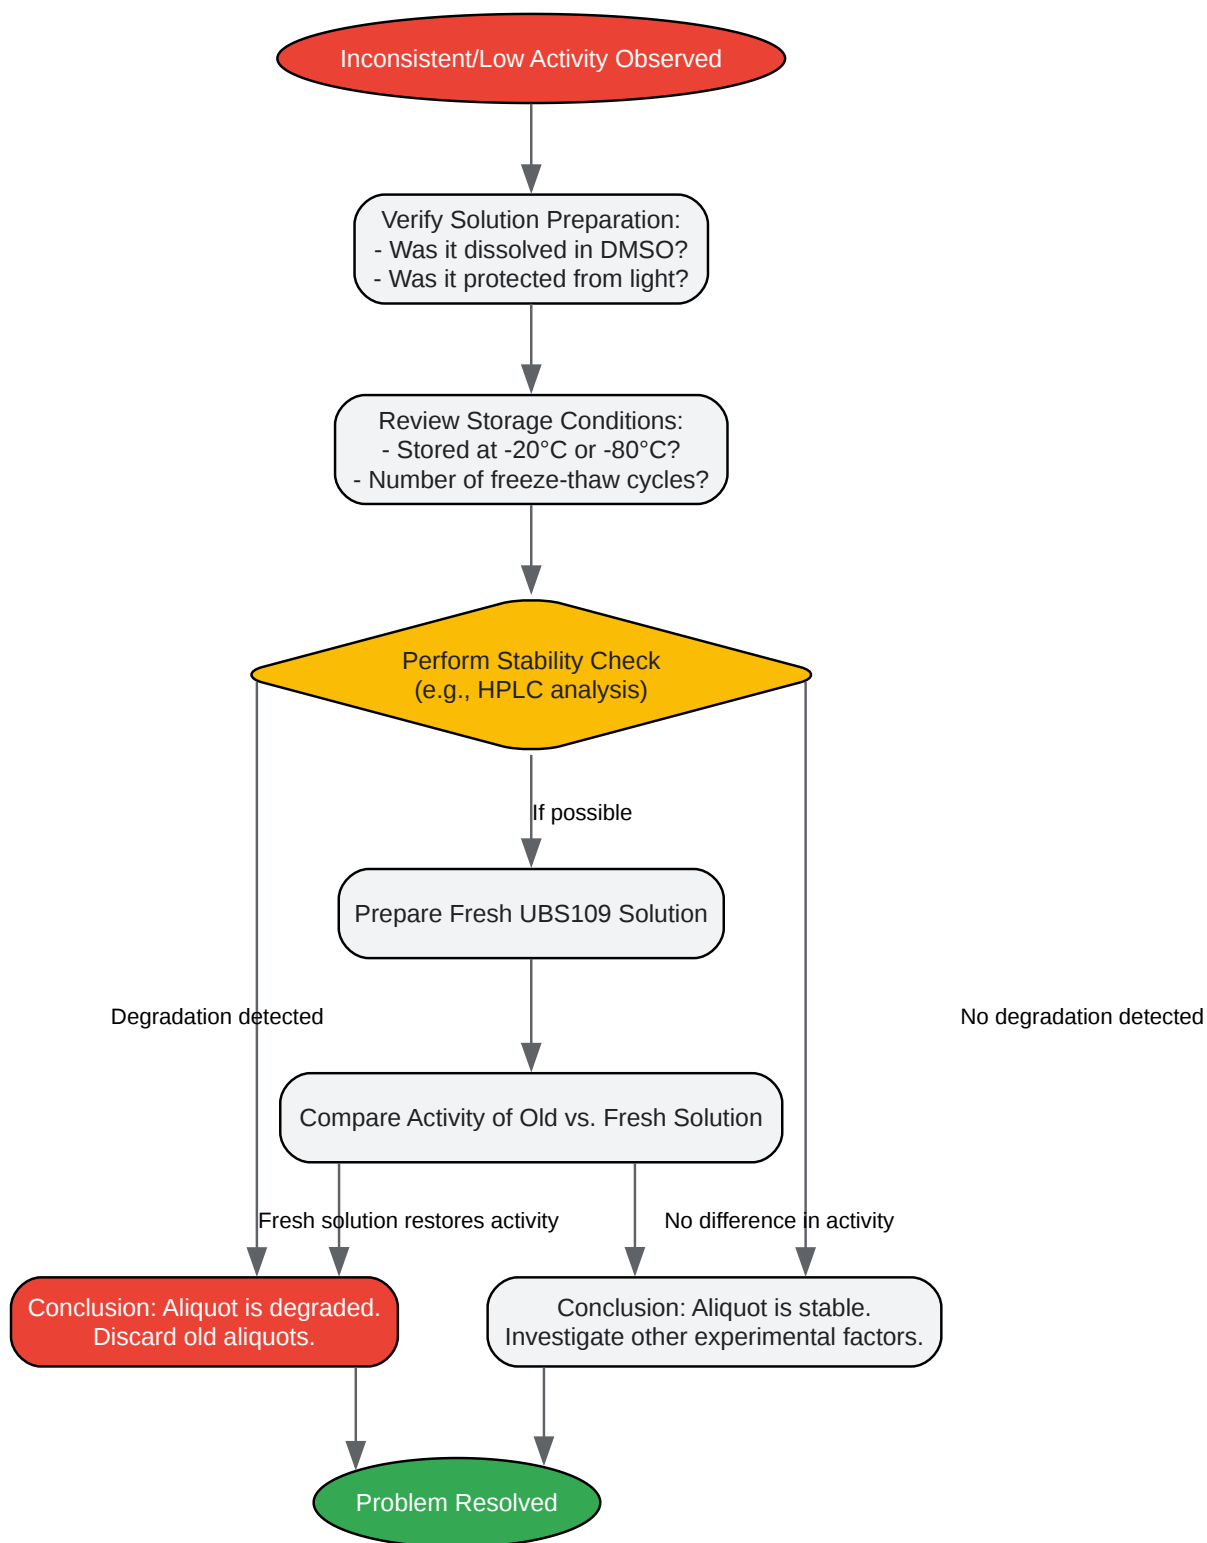 Inconsistent/Low Activity Observed
Verify Solution Preparation:
- Was it dissolved in DMSO?
- Was it protected from light?
Review Storage Conditions:
- Stored at -20°C or -80°C?
- Number of freeze-thaw cycles?
Perform Stability Check
(e.g., HPLC analysis)
If possible
Prepare Fresh UBS109 Solution
Degradation detected
No degradation detected
Compare Activity of Old vs. Fresh Solution
Fresh solution restores activity
No difference in activity
Conclusion: Aliquot is degraded.
Discard old aliquots.
Conclusion: Aliquot is stable.
Investigate other experimental factors.
Problem Resolved